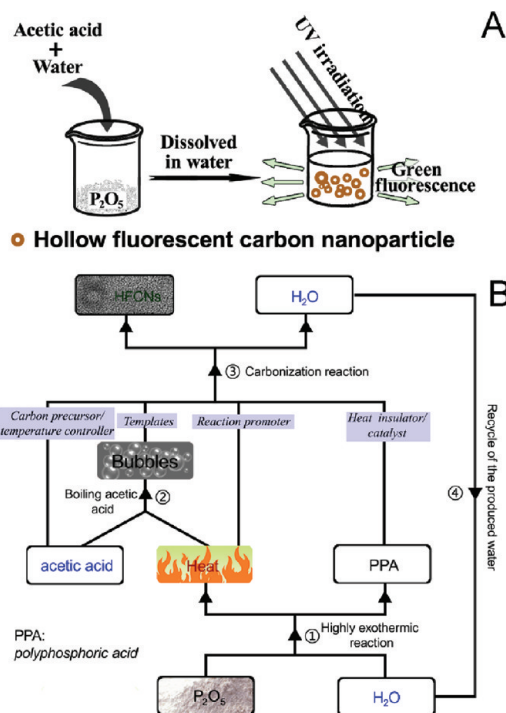 A
Acetic acid
+
Water
P₂O₅
Dissolved
in water
UV irradiation
Green
fluorescence
Hollow fluorescent carbon nanoparticle
B
HFCNs
H₂O
③ Carbonization reaction
Carbon precursor/
temperature controller
Templates
Reaction promoter
Heat insulator/
catalyst
Bubbles
Boiling acetic
acid
②
④
Recycle of the produced water
acetic acid
Heat
PPA
PPA:
polyphosphoric acid
① Highly exothermic
reaction
P₂O₅
H₂O